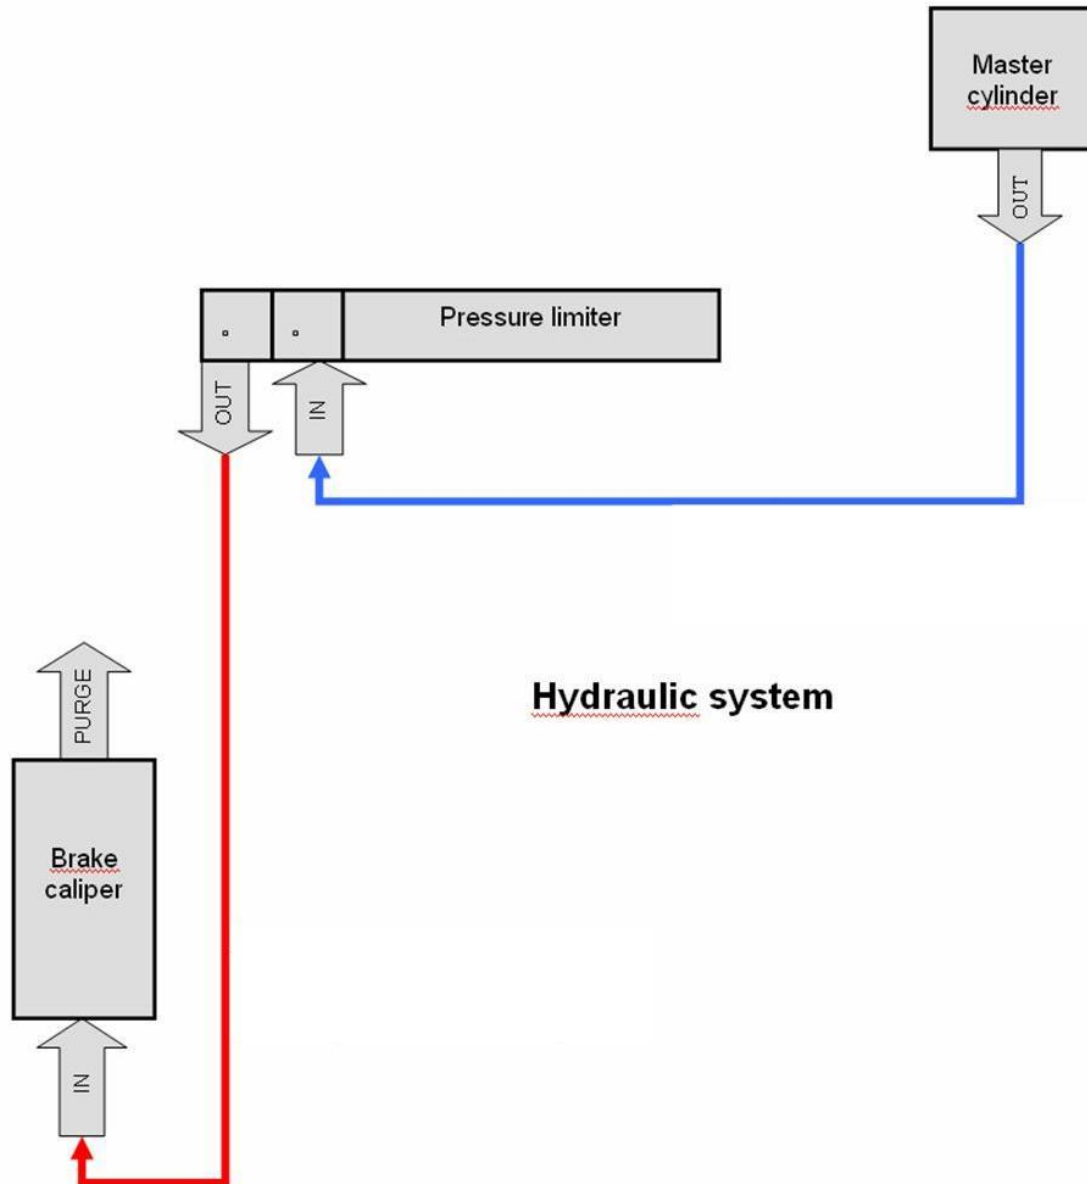 Master
cylinder
OUT
Pressure limiter
OUT
IN
PURGE
Hydraulic system
Brake
caliper
IN